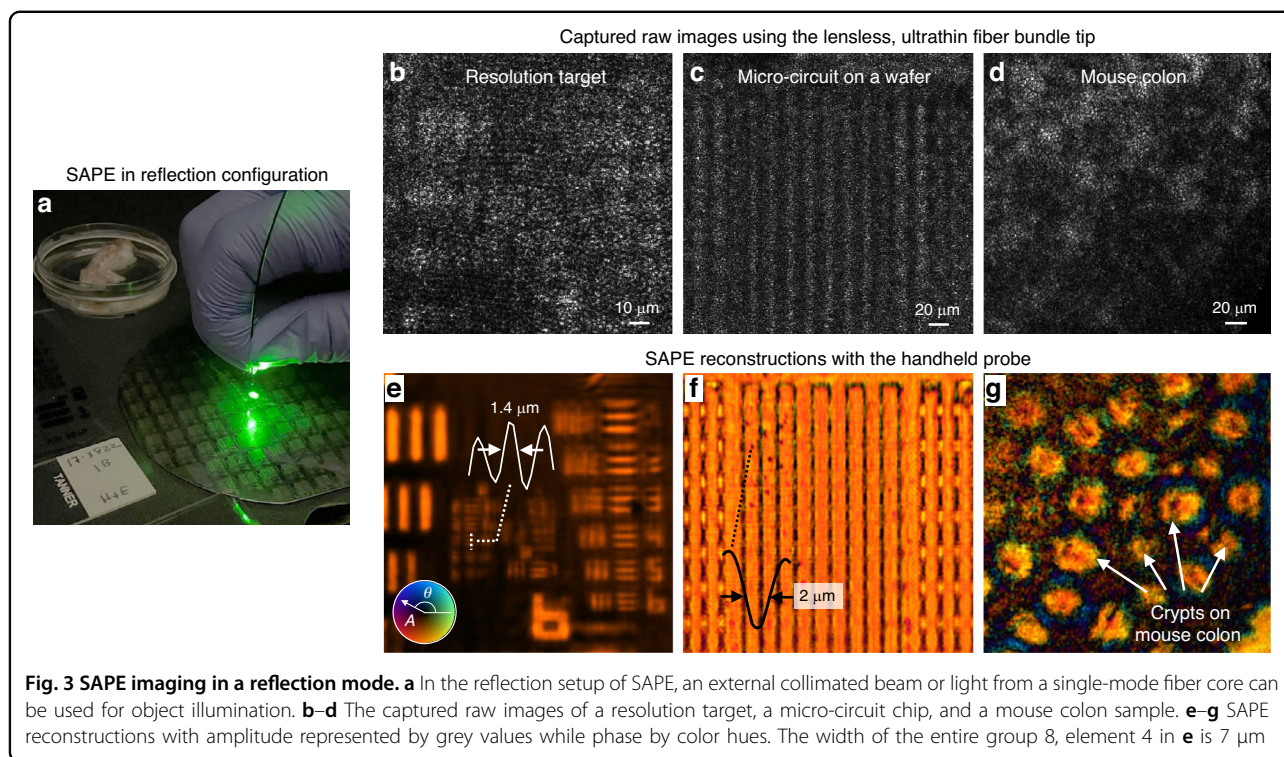 Captured raw images using the lensless, ultrathin fiber bundle tip
SAPE in reflection configuration
a
TANNER
18
b
Resolution target
10 μm
c
Micro-circuit on a wafer
20 μm
d
Mouse colon
20 μm
SAPE reconstructions with the handheld probe
e
1.4 μm
θ
A
f
2 μm
g
Crypts on
mouse colon
Fig. 3 SAPE imaging in a reflection mode. a In the reflection setup of SAPE, an external collimated beam or light from a single-mode fiber core can
be used for object illumination. b–d The captured raw images of a resolution target, a micro-circuit chip, and a mouse colon sample. e–g SAPE
reconstructions with amplitude represented by grey values while phase by color hues. The width of the entire group 8, element 4 in e is 7 μm